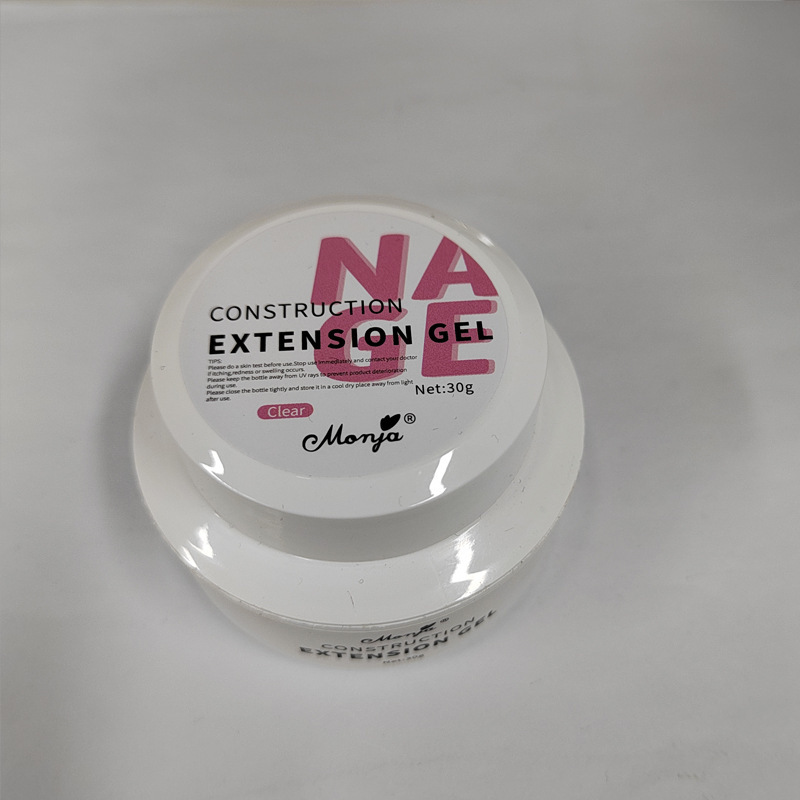 NA
GE
CONSTRUCTION
EXTENSION GEL
TIPS:
Please do a skin test before use.Stop use immediately and contact your doctor
if itching,redness or swelling occurs.
Please keep the bottle away from UV rays to prevent product deterioration
during use.
Please close the bottle tightly and store it in a cool dry place away from light
after use.
Net:30g
Clear
Monja®
Monja®
CONSTRUCTION
EXTENSION GEL
Net:30g